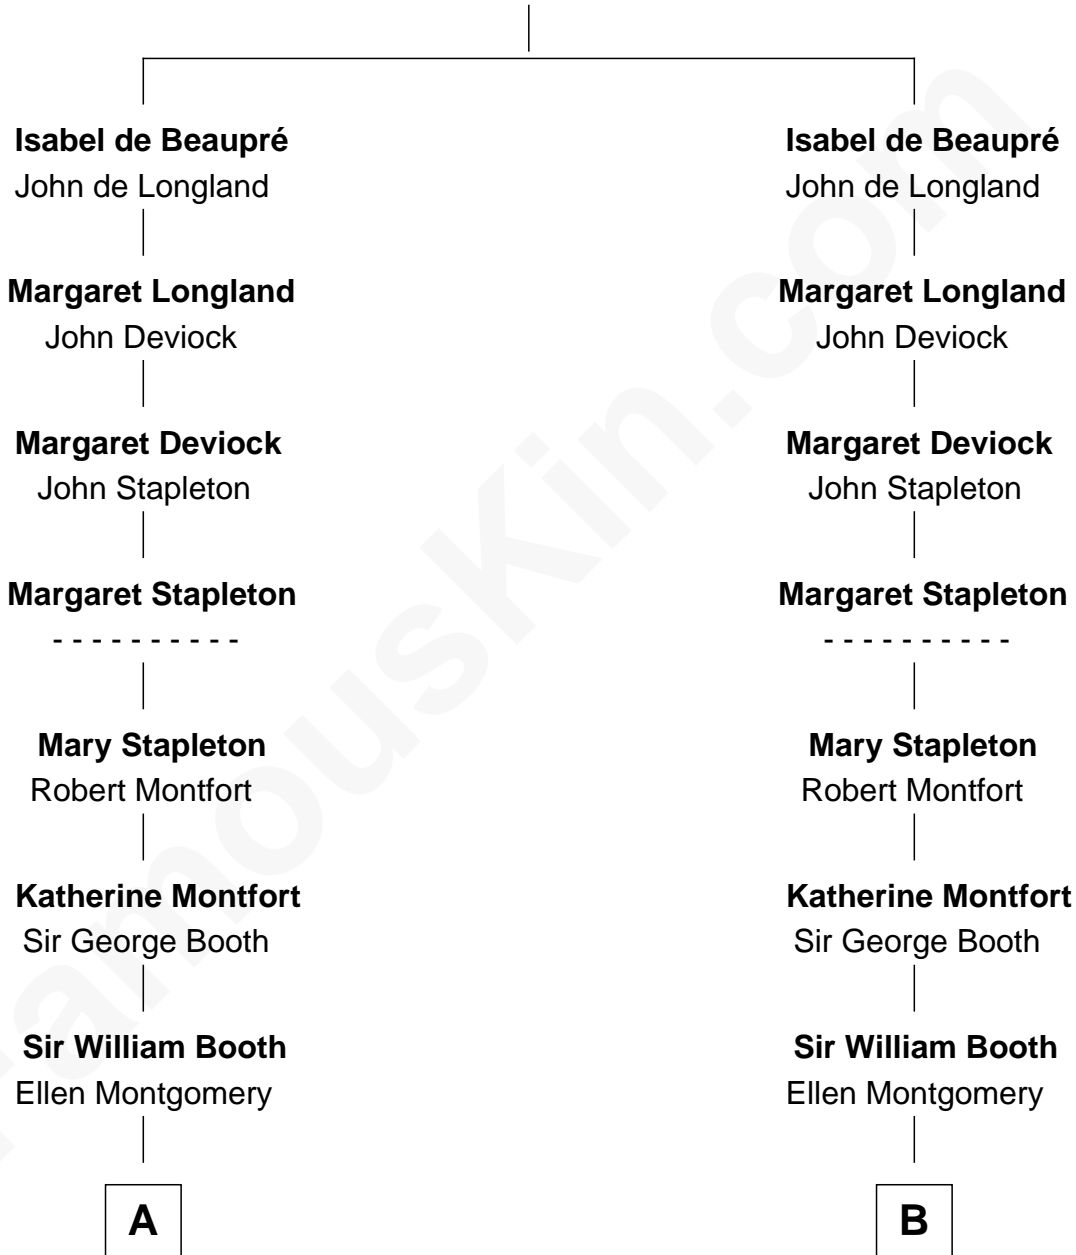 Isabel de Beaupré
John de Longland
Margaret Longland
John Deviock
Margaret Deviock
John Stapleton
Margaret Stapleton
- - - - - - - - - -
Mary Stapleton
Robert Montfort
Katherine Montfort
Sir George Booth
Sir William Booth
Ellen Montgomery
A
Isabel de Beaupré
John de Longland
Margaret Longland
John Deviock
Margaret Deviock
John Stapleton
Margaret Stapleton
- - - - - - - - - -
Mary Stapleton
Robert Montfort
Katherine Montfort
Sir George Booth
Sir William Booth
Ellen Montgomery
B
FamousKin.com